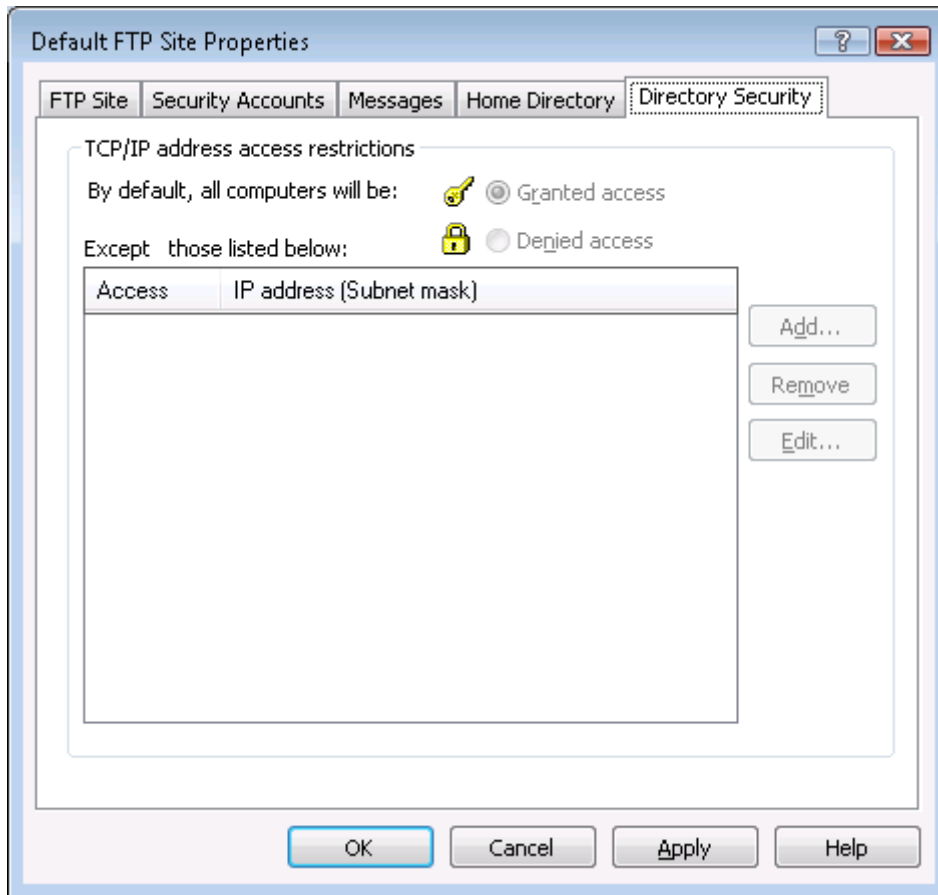 Default FTP Site Properties
FTP Site Security Accounts Messages Home Directory Directory Security
TCP/IP address access restrictions
By default, all computers will be: Granted access
Denied access
Except those listed below:
Access IP address (Subnet mask)
Add...
Remove
Edit...
OK Cancel Apply Help